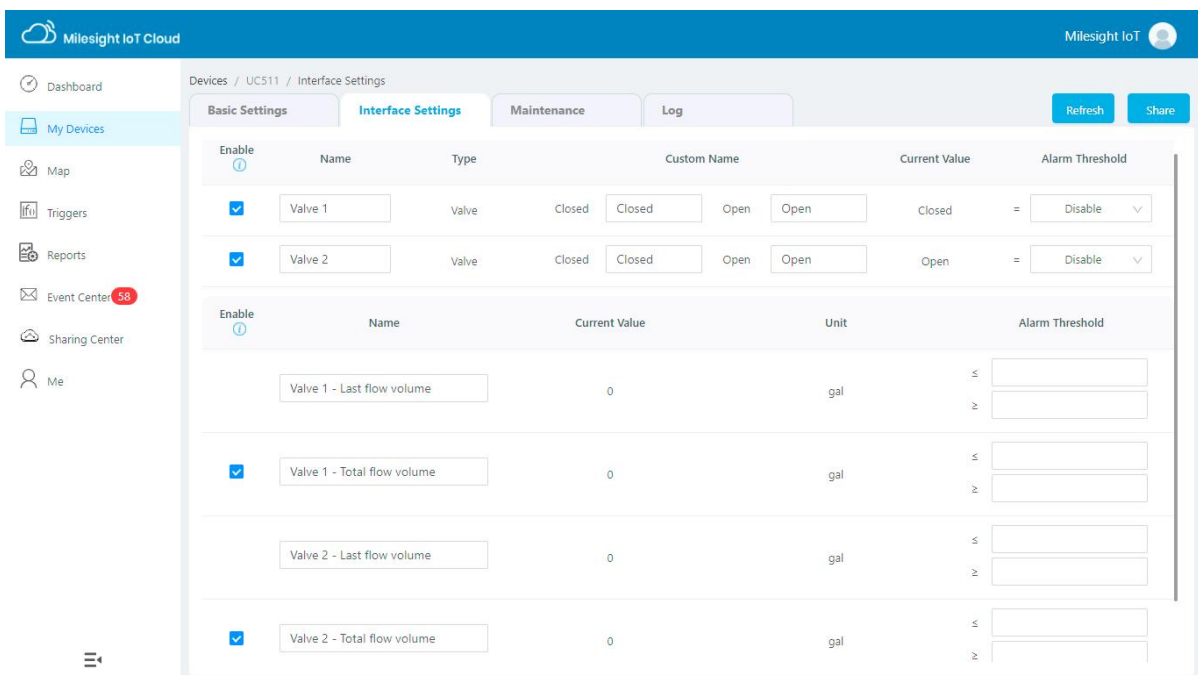 Milesight IoT Cloud
Milesight IoT
Dashboard
My Devices
Map
Triggers
Reports
Event Center 58
Sharing Center
Me
Devices / UC511 / Interface Settings
Basic Settings Interface Settings Maintenance Log Refresh Share
Enable Name Type Custom Name Current Value Alarm Threshold
Valve 1 Valve Closed Closed Open Open Closed = Disable
Valve 2 Valve Closed Closed Open Open Open = Disable
Enable Name Current Value Unit Alarm Threshold
≤
Valve 1 - Last flow volume 0 gal
≥
≤
Valve 1 - Total flow volume 0 gal
≥
≤
Valve 2 - Last flow volume 0 gal
≥
≤
Valve 2 - Total flow volume 0 gal
≥